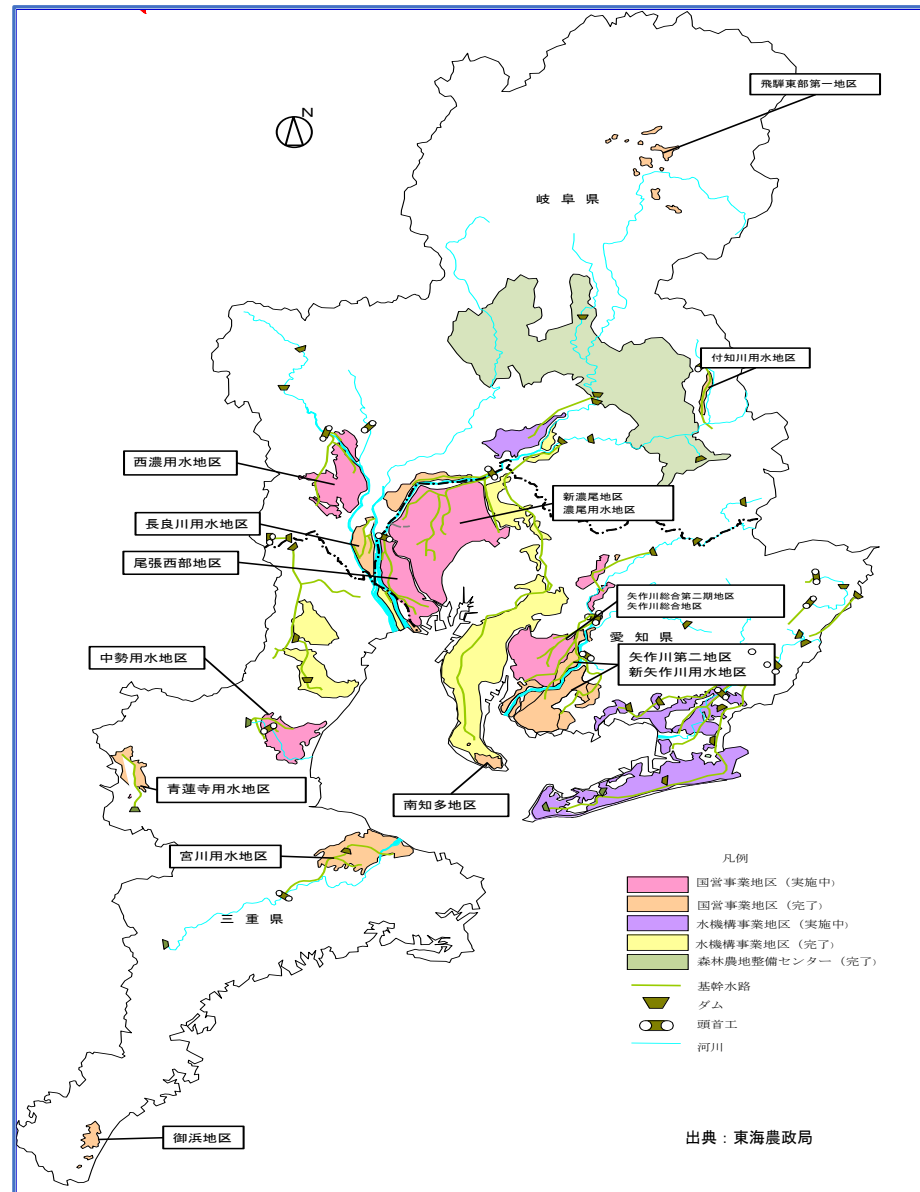 飛騨東部第一地区
N
岐阜県
付知川用水地区
西濃用水地区
新濃尾地区
濃尾用水地区
長良川用水地区
尾張西部地区
矢作川総合第二期地区
矢作川総合地区
愛知県
矢作川第二地区
新矢作川用水地区
中勢用水地区
青蓮寺用水地区
南知多地区
宮川用水地区
三重県
凡例
国営事業地区（実施中）
国営事業地区（完了）
水機構事業地区（実施中）
水機構事業地区（完了）
森林農地整備センター（完了）
基幹水路
ダム
頭首工
河川
御浜地区
出典：東海農政局